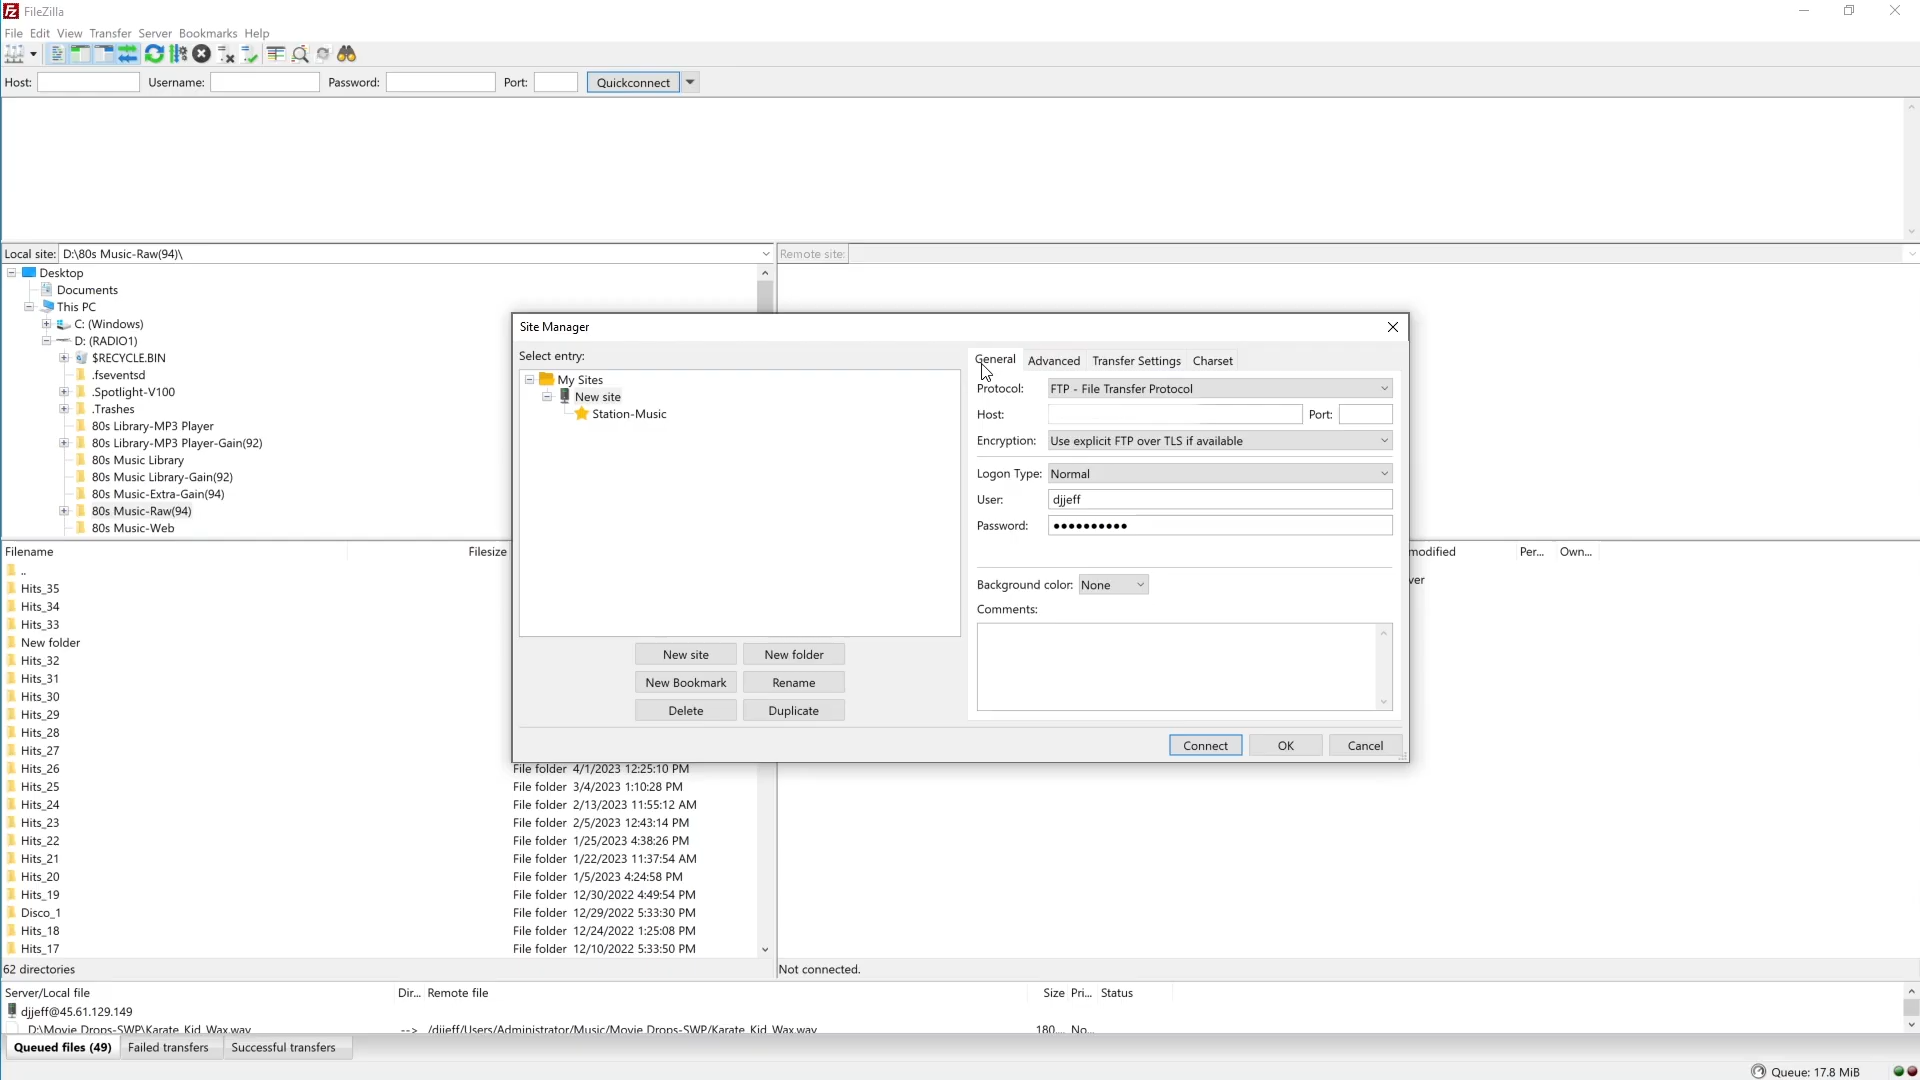 FileZilla
File Edit View Transfer Server Bookmarks Help
Host: Username: Password: Port: Quickconnect
Local site: D:\80s Music-Raw(94)\
Remote site:
Desktop
Documents
This PC
C: (Windows)
D: (RADIO1)
$RECYCLE.BIN
.fseventsd
.Spotlight-V100
.Trashes
80s Library-MP3 Player
80s Library-MP3 Player-Gain(92)
80s Music Library
80s Music Library-Gain(92)
80s Music-Extra-Gain(94)
80s Music-Raw(94)
80s Music-Web
Site Manager
Select entry:
My Sites
New site
Station-Music
New site New folder
New Bookmark Rename
Delete Duplicate
General Advanced Transfer Settings Charset
Protocol: FTP - File Transfer Protocol
Host: Port:
Encryption: Use explicit FTP over TLS if available
Logon Type: Normal
User: djjeff
Password: ●●●●●●●●●●
Background color: None
Comments:
Connect OK Cancel
Filename Filesize
modified Per... Own...
ver
..
Hits_35
Hits_34
Hits_33
New folder
Hits_32
Hits_31
Hits_30
Hits_29
Hits_28
Hits_27
Hits_26 File folder 4/1/2023 12:25:10 PM
Hits_25 File folder 3/4/2023 1:10:28 PM
Hits_24 File folder 2/13/2023 11:55:12 AM
Hits_23 File folder 2/5/2023 12:43:14 PM
Hits_22 File folder 1/25/2023 4:38:26 PM
Hits_21 File folder 1/22/2023 11:37:54 AM
Hits_20 File folder 1/5/2023 4:24:58 PM
Hits_19 File folder 12/30/2022 4:49:54 PM
Disco_1 File folder 12/29/2022 5:33:30 PM
Hits_18 File folder 12/24/2022 1:25:08 PM
Hits_17 File folder 12/10/2022 5:33:50 PM
62 directories
Not connected.
Server/Local file Dir... Remote file Size Pri... Status
djjeff@45.61.129.149
D:\Movie Drops-SWP\Karate_Kid_Wax.wav --> /djjeff/Users/Administrator/Music/Movie Drops-SWP/Karate_Kid_Wax.wav 180,... No...
Queued files (49) Failed transfers Successful transfers
Queue: 17.8 MiB